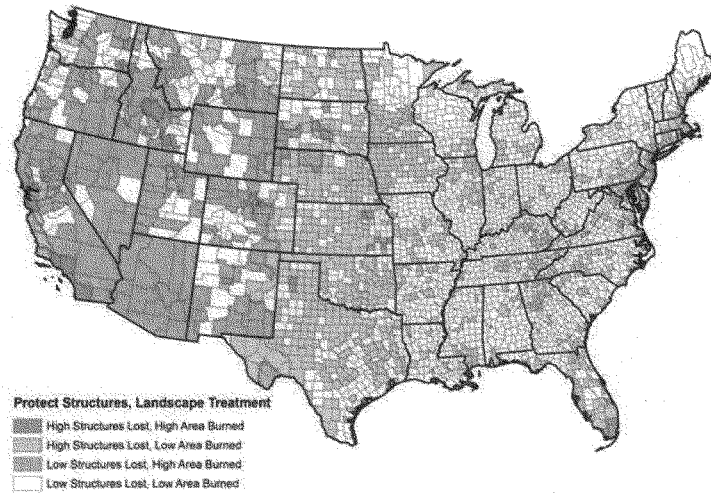 Protect Structures, Landscape Treatment
High Structures Lost, High Area Burned
High Structures Lost, Low Area Burned
Low Structures Lost, High Area Burned
Low Structures Lost, Low Area Burned